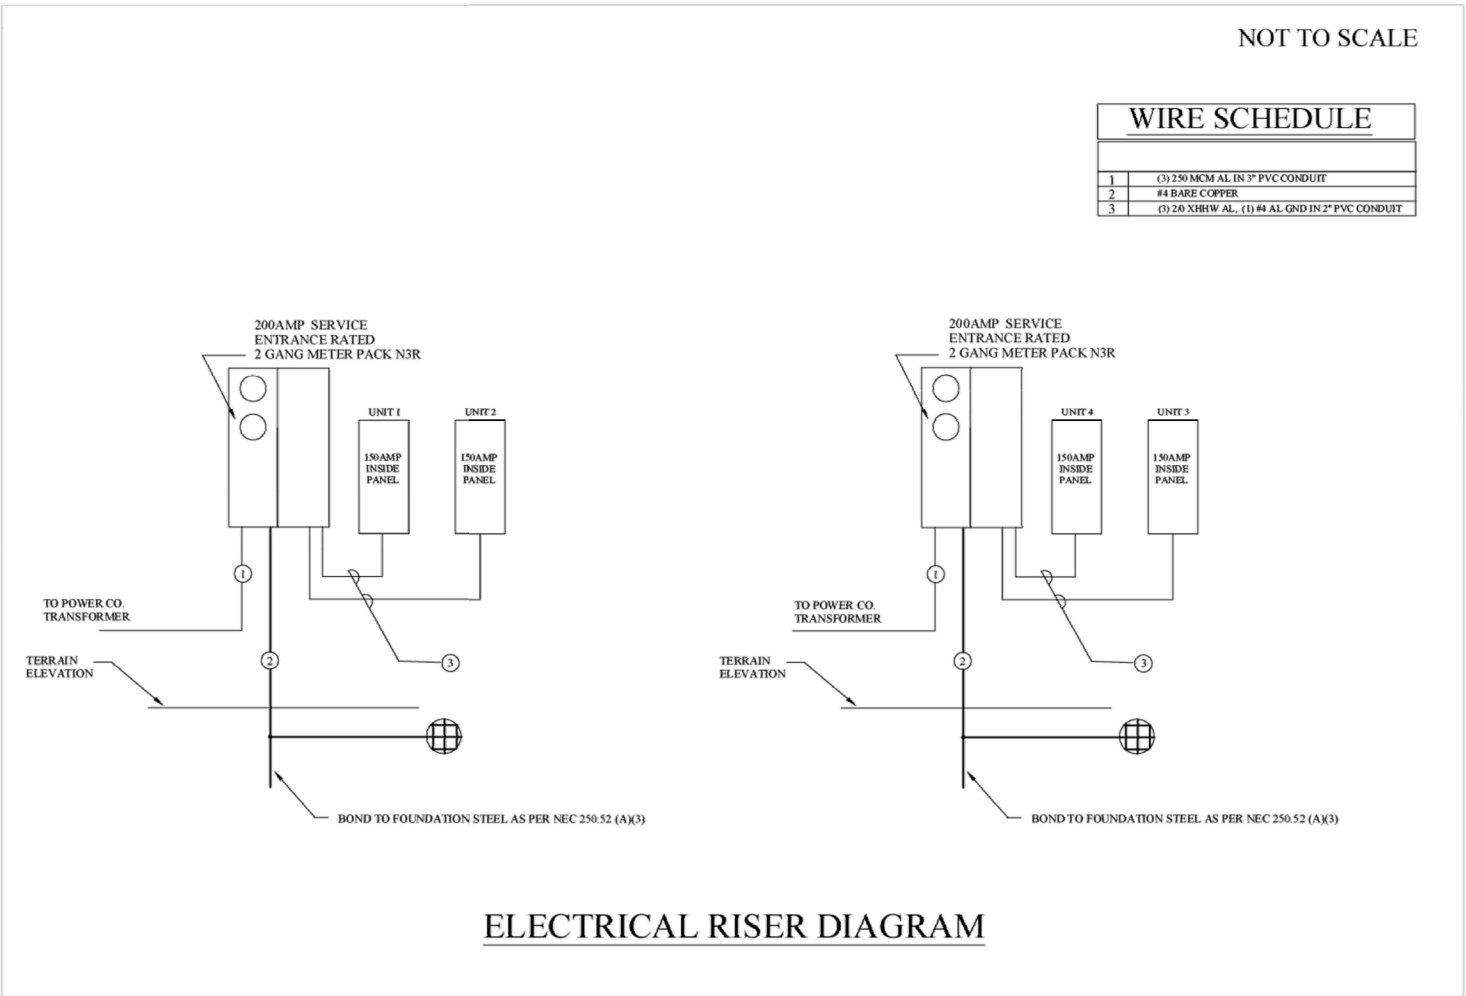 NOT TO SCALE
WIRE SCHEDULE
1 (3) 250 MCM AL IN 3" PVC CONDUIT
2 #4 BARE COPPER
3 (3) 2/0 XHHW AL, (1) #4 AL GND IN 2" PVC CONDUIT
200AMP SERVICE
ENTRANCE RATED
2 GANG METER PACK N3R
UNIT 1
UNIT 2
150AMP
INSIDE
PANEL
150AMP
INSIDE
PANEL
1
TO POWER CO.
TRANSFORMER
2
3
TERRAIN
ELEVATION
BOND TO FOUNDATION STEEL AS PER NEC 250.52 (A)(3)
200AMP SERVICE
ENTRANCE RATED
2 GANG METER PACK N3R
UNIT 4
UNIT 3
150AMP
INSIDE
PANEL
150AMP
INSIDE
PANEL
1
TO POWER CO.
TRANSFORMER
2
3
TERRAIN
ELEVATION
BOND TO FOUNDATION STEEL AS PER NEC 250.52 (A)(3)
ELECTRICAL RISER DIAGRAM